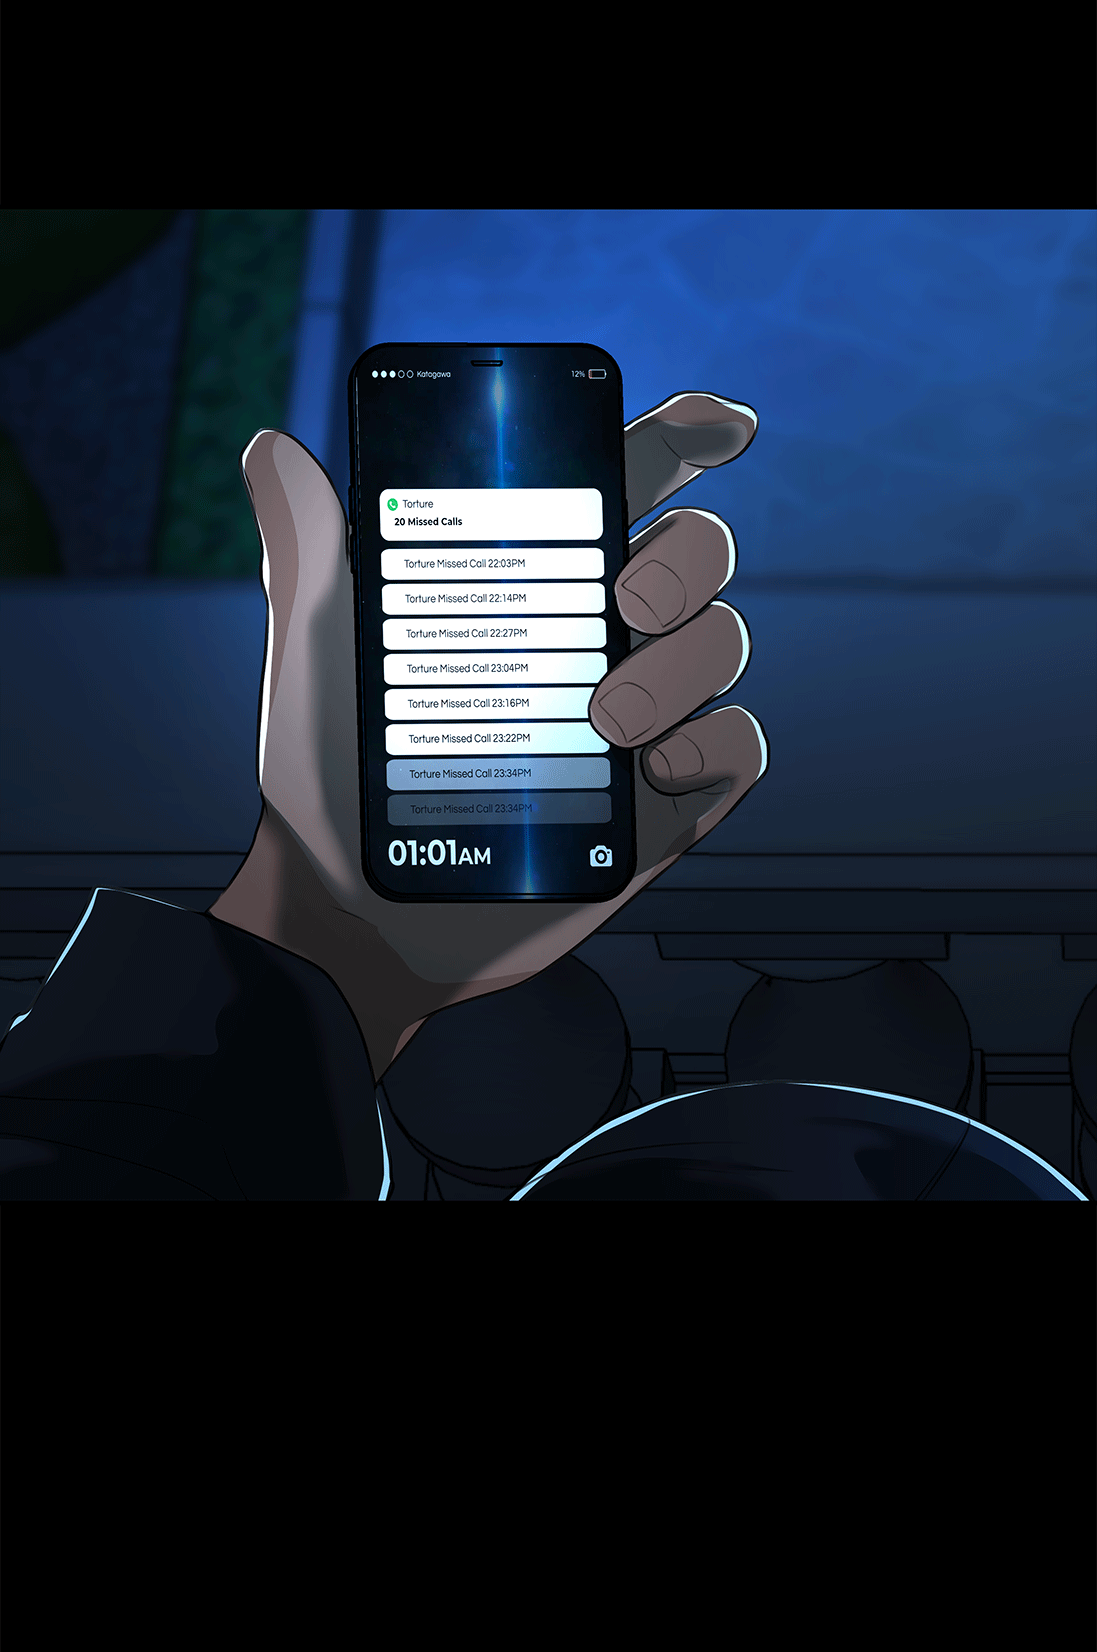 Katogawa 12%
Torture
20 Missed Calls
Torture Missed Call 22:03PM
Torture Missed Call 22:14PM
Torture Missed Call 22:27PM
Torture Missed Call 23:04PM
Torture Missed Call 23:16PM
Torture Missed Call 23:22PM
Torture Missed Call 23:34PM
Torture Missed Call 23:34PM
01:01AM